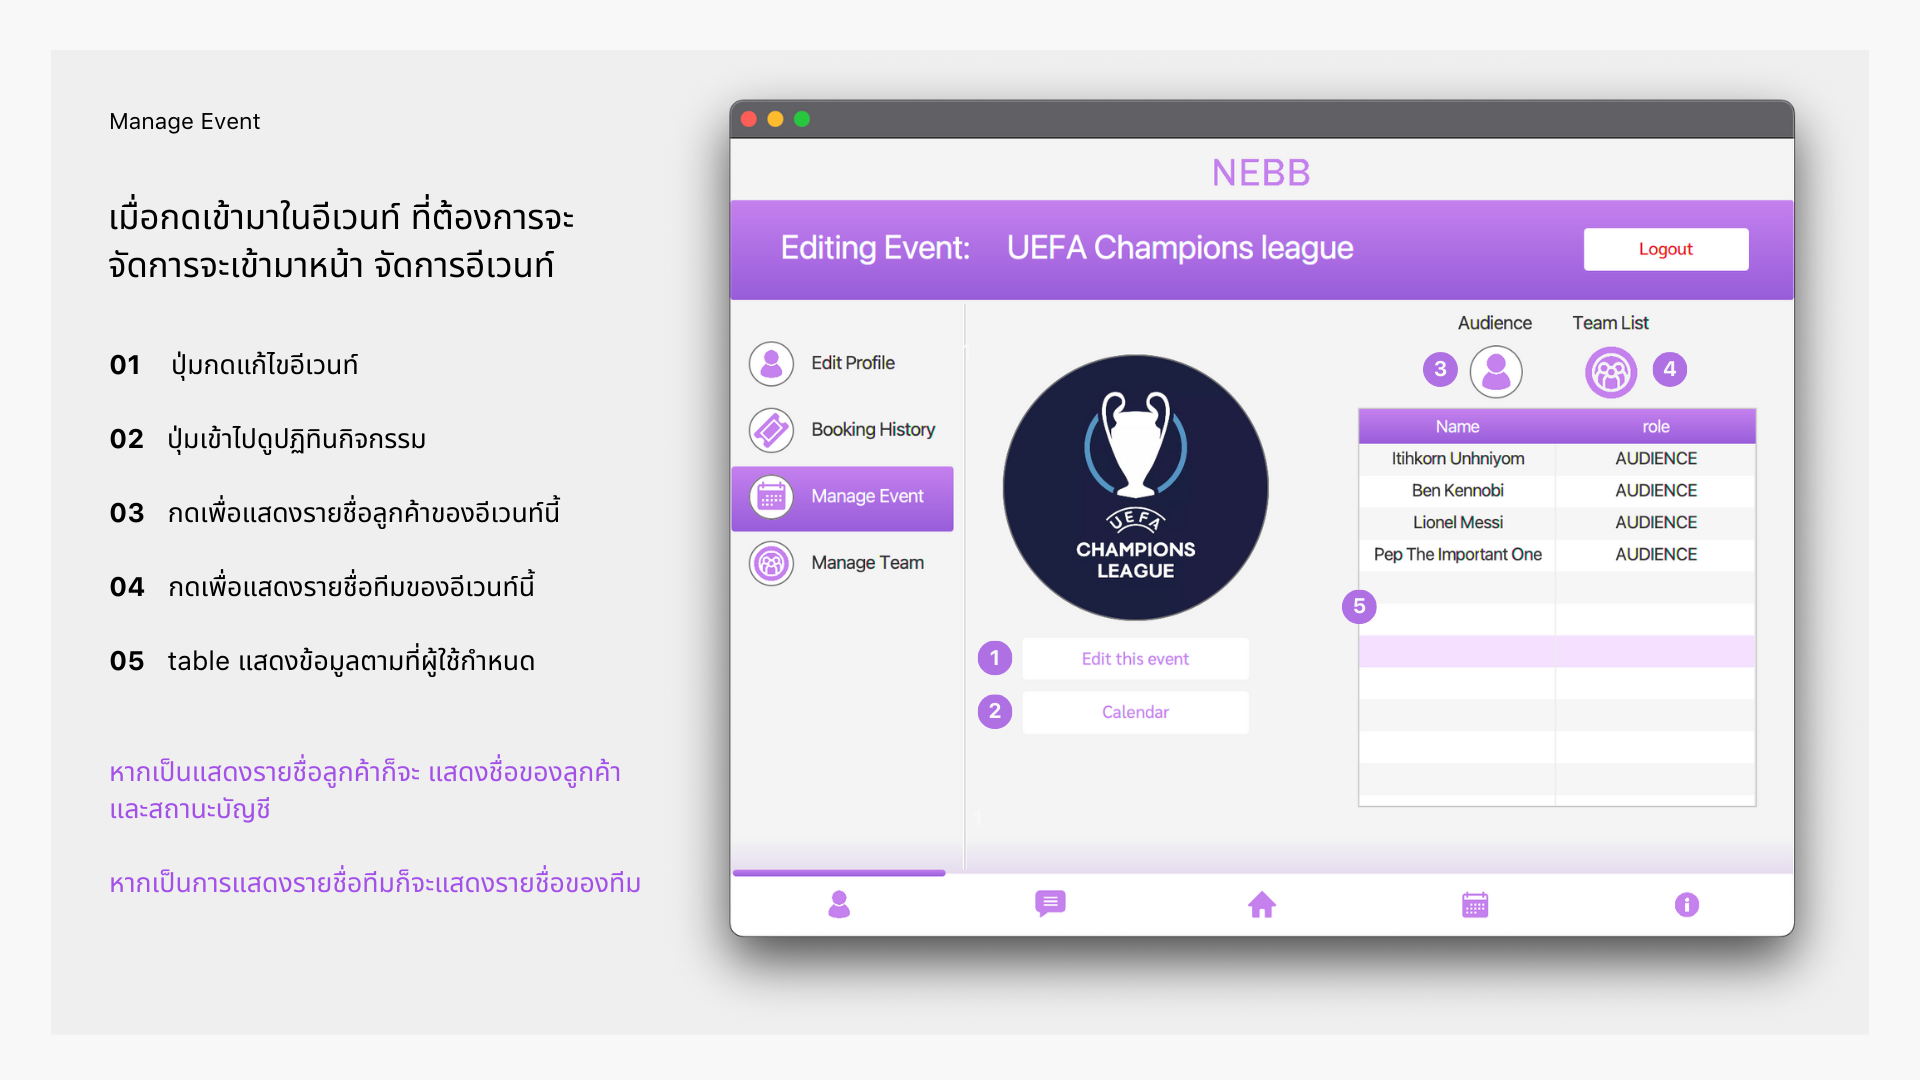 Manage Event
เมื่อกดเข้ามาในอีเวนท์ ที่ต้องการจะ
จัดการจะเข้ามาหน้า จัดการอีเวนท์
01 ปุ่มกดแก้ไขอีเวนท์
02 ปุ่มเข้าไปดูปฏิทินกิจกรรม
03 กดเพื่อแสดงรายชื่อลูกค้าของอีเวนท์นี้
04 กดเพื่อแสดงรายชื่อทีมของอีเวนท์นี้
05 table แสดงข้อมูลตามที่ผู้ใช้กำหนด
หากเป็นแสดงรายชื่อลูกค้าก็จะ แสดงชื่อของลูกค้า
และสถานะบัญชี
หากเป็นการแสดงรายชื่อทีมก็จะแสดงรายชื่อของทีม
NEBB
Editing Event: UEFA Champions league
Logout
Edit Profile
Booking History
Manage Event
Manage Team
UEFA
CHAMPIONS
LEAGUE
1 Edit this event
2 Calendar
Audience Team List
3 4
Name role
Itihkorn Unhniyom AUDIENCE
Ben Kennobi AUDIENCE
Lionel Messi AUDIENCE
Pep The Important One AUDIENCE
5